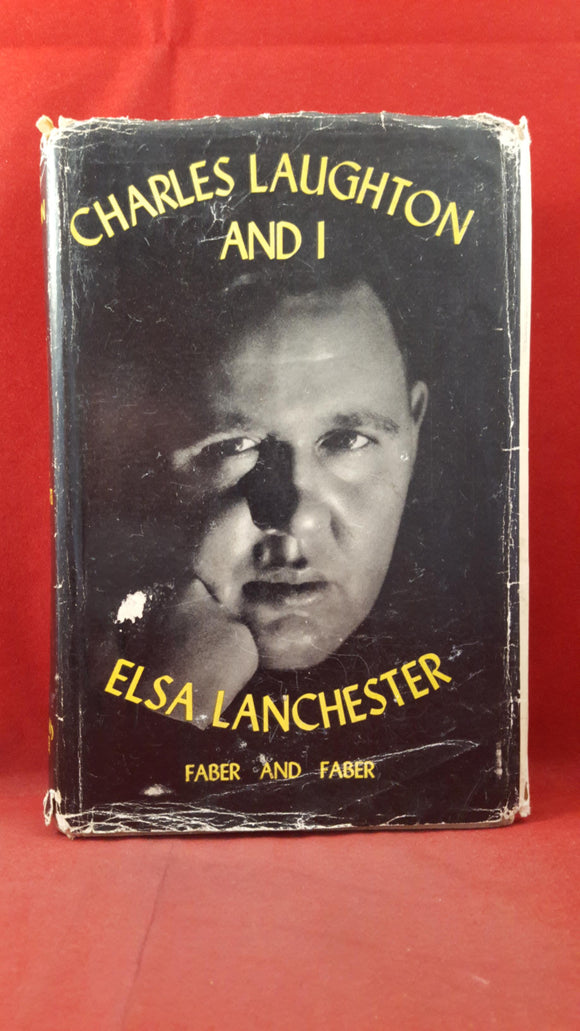 CHARLES LAUGHTON
AND I
ELSA LANCHESTER
FABER AND FABER